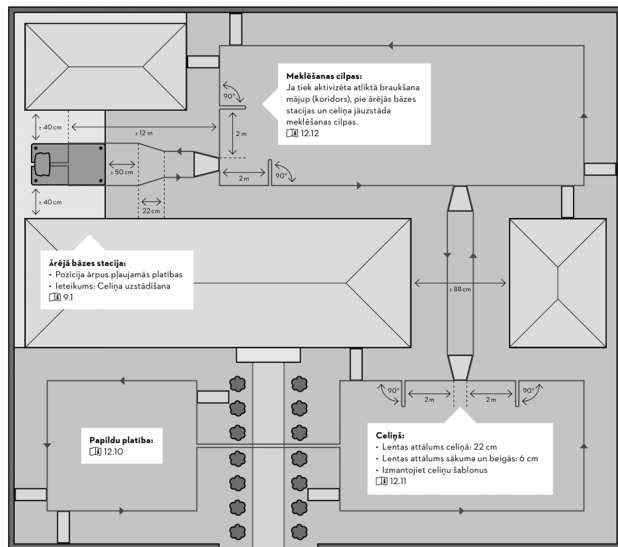 Meklēšanas cilpas:
Ja tiek aktivizēta atliktā braukšana
mājup (koridors), pie ārējās bāzes
stacijas un celiņa jāuzstāda
meklēšanas cilpas.
12.12
90°
2 m
≥ 40 cm
≤ 12 m
≥ 50 cm
22 cm
2 m
90°
≥ 40 cm
Ārējā bāzes stacija:
• Pozīcija ārpus pļaujamās platības
• Ieteikums: Celiņa uzstādīšana
9.1
≥ 88 cm
90°
2 m
2 m
90°
Papildu platība:
12.10
Celiņš:
• Lentas attālums celiņā: 22 cm
• Lentas attālums sākuma un beigās: 6 cm
• Izmantojiet celiņu šablonus
12.11